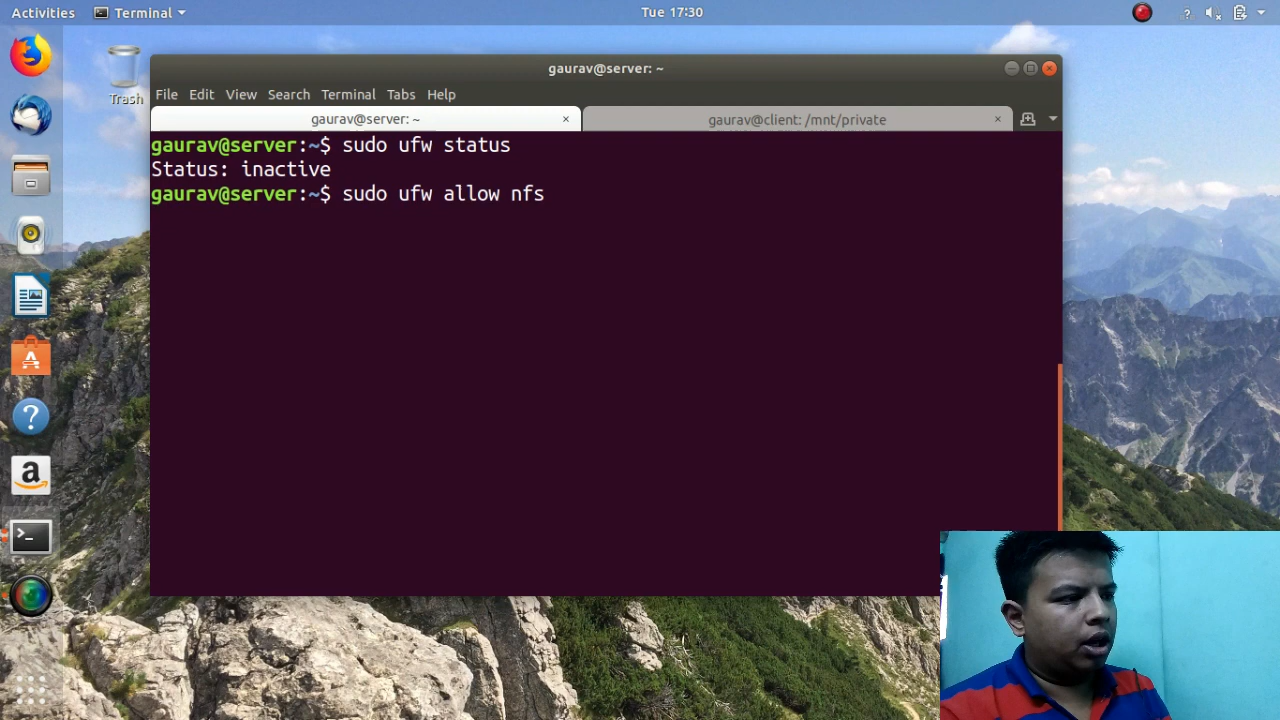 Activities Terminal Tue 17:30
Trash
gaurav@server: ~
File Edit View Search Terminal Tabs Help
gaurav@server: ~ × gaurav@client: /mnt/private ×
gaurav@server:~$ sudo ufw status
Status: inactive
gaurav@server:~$ sudo ufw allow nfs